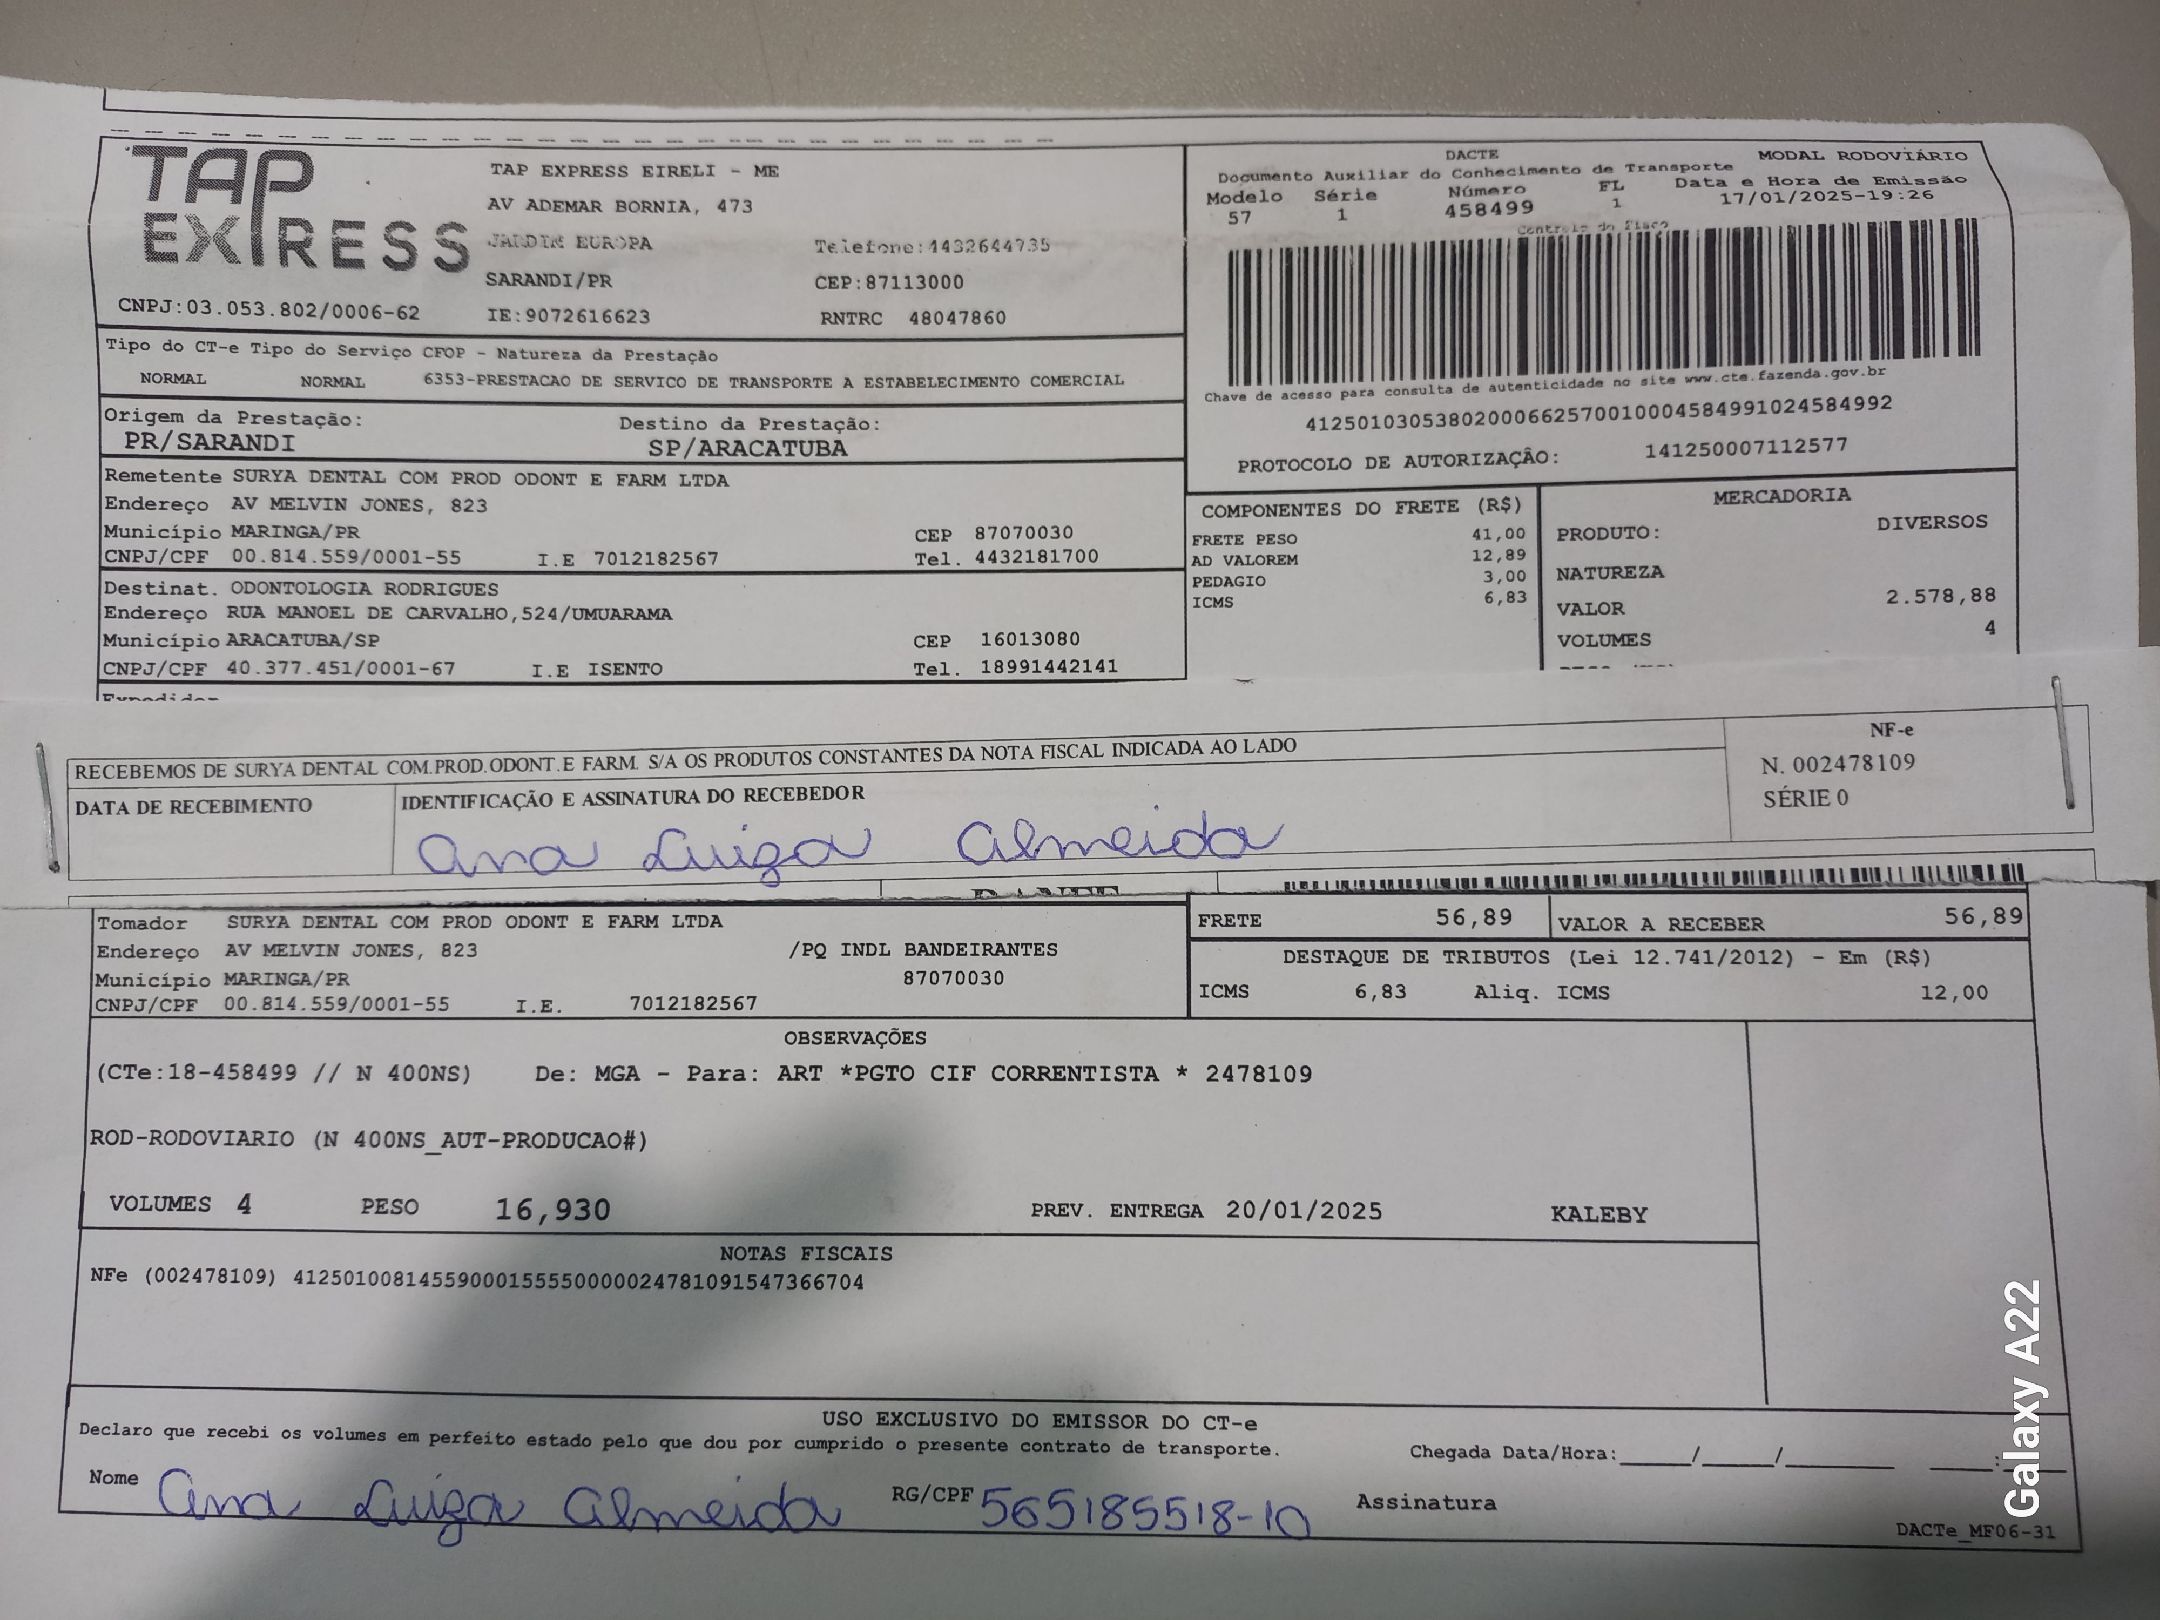 TAP EXPRESS
TAP EXPRESS EIRELI - ME
AV ADEMAR BORNIA, 473
JARDIM EUROPA Telefone:4432644735
SARANDI/PR CEP:87113000
CNPJ:03.053.802/0006-62 IE:9072616623 RNTRC 48047860
DACTE MODAL RODOVIÁRIO
Documento Auxiliar do Conhecimento de Transporte
Modelo Série Número FL Data e Hora de Emissão
57 1 458499 1 17/01/2025-19:26
Controle do Fisco
Chave de acesso para consulta de autenticidade no site www.cte.fazenda.gov.br
41250103053802000662570010004584991024584992
PROTOCOLO DE AUTORIZAÇÃO: 141250007112577
Tipo do CT-e Tipo do Serviço CFOP - Natureza da Prestação
NORMAL NORMAL 6353-PRESTACAO DE SERVICO DE TRANSPORTE A ESTABELECIMENTO COMERCIAL
Origem da Prestação: Destino da Prestação:
PR/SARANDI SP/ARACATUBA
Remetente SURYA DENTAL COM PROD ODONT E FARM LTDA
Endereço AV MELVIN JONES, 823
Município MARINGA/PR CEP 87070030
CNPJ/CPF 00.814.559/0001-55 I.E 7012182567 Tel. 4432181700
Destinat. ODONTOLOGIA RODRIGUES
Endereço RUA MANOEL DE CARVALHO,524/UMUARAMA
Município ARACATUBA/SP CEP 16013080
CNPJ/CPF 40.377.451/0001-67 I.E ISENTO Tel. 18991442141
COMPONENTES DO FRETE (R$)
FRETE PESO 41,00
AD VALOREM 12,89
PEDAGIO 3,00
ICMS 6,83
MERCADORIA
PRODUTO: DIVERSOS
NATUREZA
VALOR 2.578,88
VOLUMES 4
RECEBEMOS DE SURYA DENTAL COM.PROD.ODONT.E FARM. S/A OS PRODUTOS CONSTANTES DA NOTA FISCAL INDICADA AO LADO
DATA DE RECEBIMENTO IDENTIFICAÇÃO E ASSINATURA DO RECEBEDOR
Ana Luiza Almeida
NF-e
N. 002478109
SÉRIE 0
Tomador SURYA DENTAL COM PROD ODONT E FARM LTDA
Endereço AV MELVIN JONES, 823 /PQ INDL BANDEIRANTES
Município MARINGA/PR 87070030
CNPJ/CPF 00.814.559/0001-55 I.E. 7012182567
FRETE 56,89 VALOR A RECEBER 56,89
DESTAQUE DE TRIBUTOS (Lei 12.741/2012) - Em (R$)
ICMS 6,83 Aliq. ICMS 12,00
OBSERVAÇÕES
(CTe:18-458499 // N 400NS) De: MGA - Para: ART *PGTO CIF CORRENTISTA * 2478109
ROD-RODOVIARIO (N 400NS_AUT-PRODUCAO#)
VOLUMES 4 PESO 16,930 PREV. ENTREGA 20/01/2025 KALEBY
NOTAS FISCAIS
NFe (002478109) 41250100814559000155550000024781091547366704
USO EXCLUSIVO DO EMISSOR DO CT-e
Declaro que recebi os volumes em perfeito estado pelo que dou por cumprido o presente contrato de transporte. Chegada Data/Hora:_____/_____/________ _____:_____
Nome Ana Luiza Almeida RG/CPF 565185518-10 Assinatura
DACTe_MF06-31
Galaxy A22